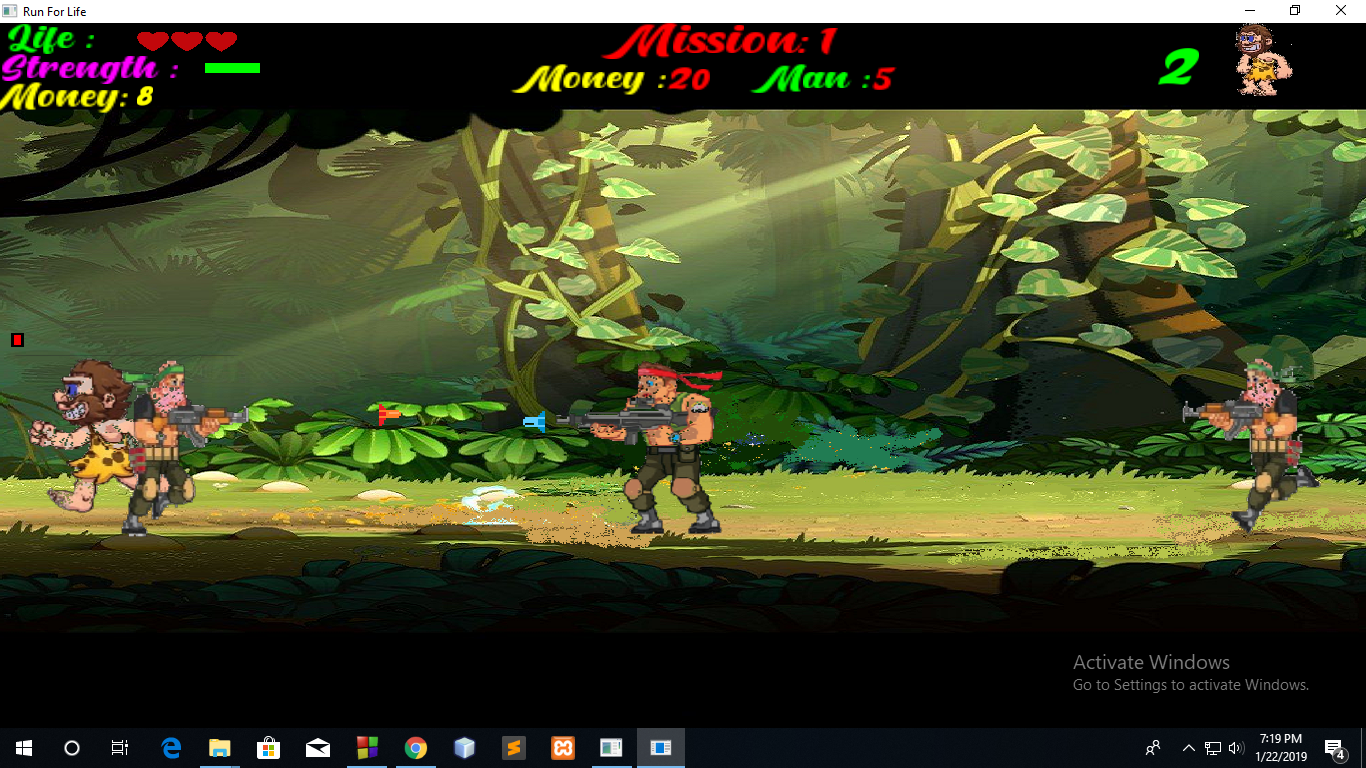 Run For Life
Life :
Strength :
Money: 8
Mission: 1
Money :20 Man :5
2
Activate Windows
Go to Settings to activate Windows.
7:19 PM
1/22/2019
4